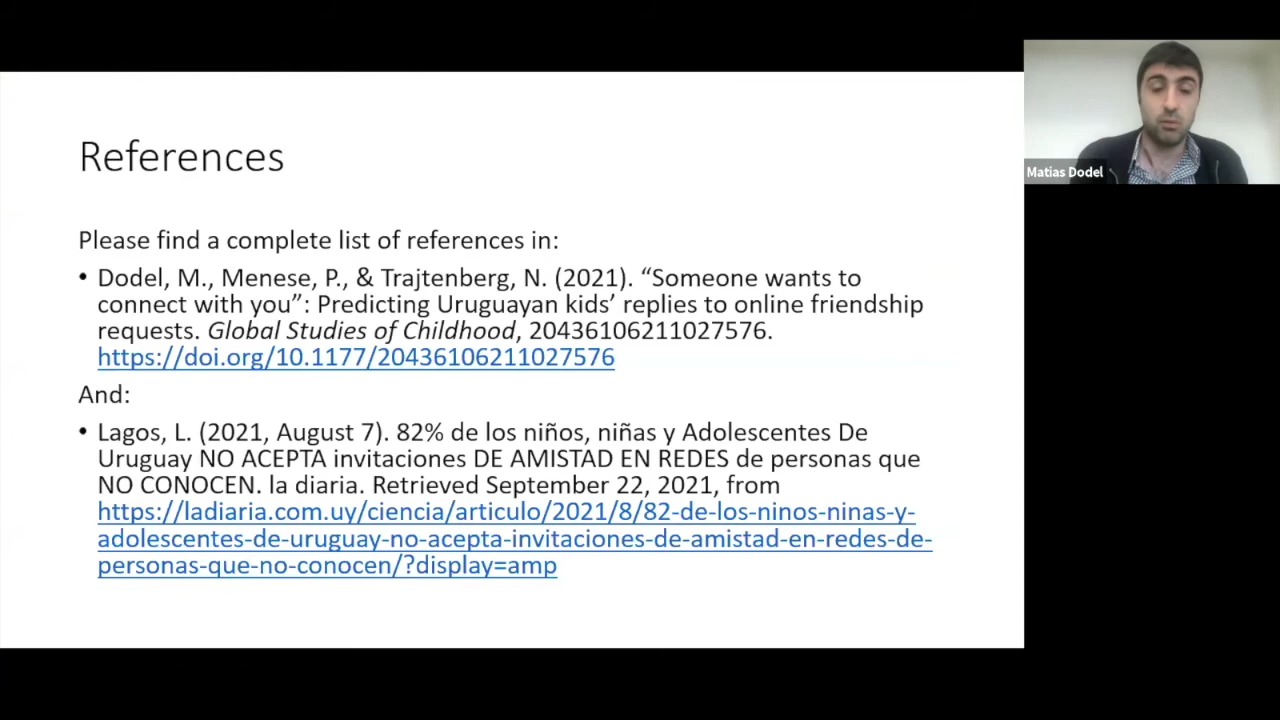 References
Please find a complete list of references in:
• Dodel, M., Menese, P., & Trajtenberg, N. (2021). “Someone wants to
connect with you”: Predicting Uruguayan kids’ replies to online friendship
requests. Global Studies of Childhood, 20436106211027576.
https://doi.org/10.1177/20436106211027576
And:
• Lagos, L. (2021, August 7). 82% de los niños, niñas y Adolescentes De
Uruguay NO ACEPTA invitaciones DE AMISTAD EN REDES de personas que
NO CONOCEN. la diaria. Retrieved September 22, 2021, from
https://ladiaria.com.uy/ciencia/articulo/2021/8/82-de-los-ninos-ninas-y-
adolescentes-de-uruguay-no-acepta-invitaciones-de-amistad-en-redes-de-
personas-que-no-conocen/?display=amp
Matias Dodel